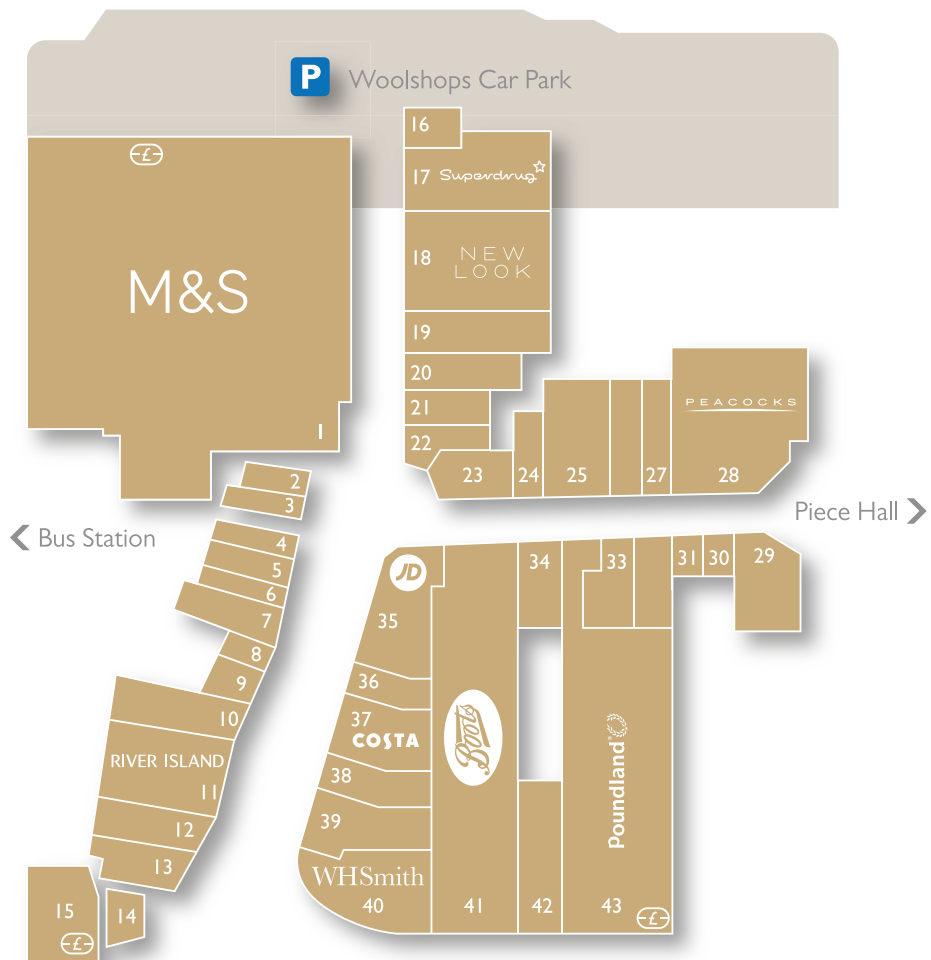 P Woolshops Car Park
16
£
17 Superdrug
18 NEW
LOOK
M&S
19
20
21
PEACOCKS
1
22
23 24 25 27 28
2
3
Piece Hall
Bus Station
4
34 33 31 30 29
5
JD
6
7
35
8
9
36
10
37
COSTA
Boots
RIVER ISLAND
11
38
Poundland
12
39
13
WHSmith
40 41 42 43 £
15 14
£